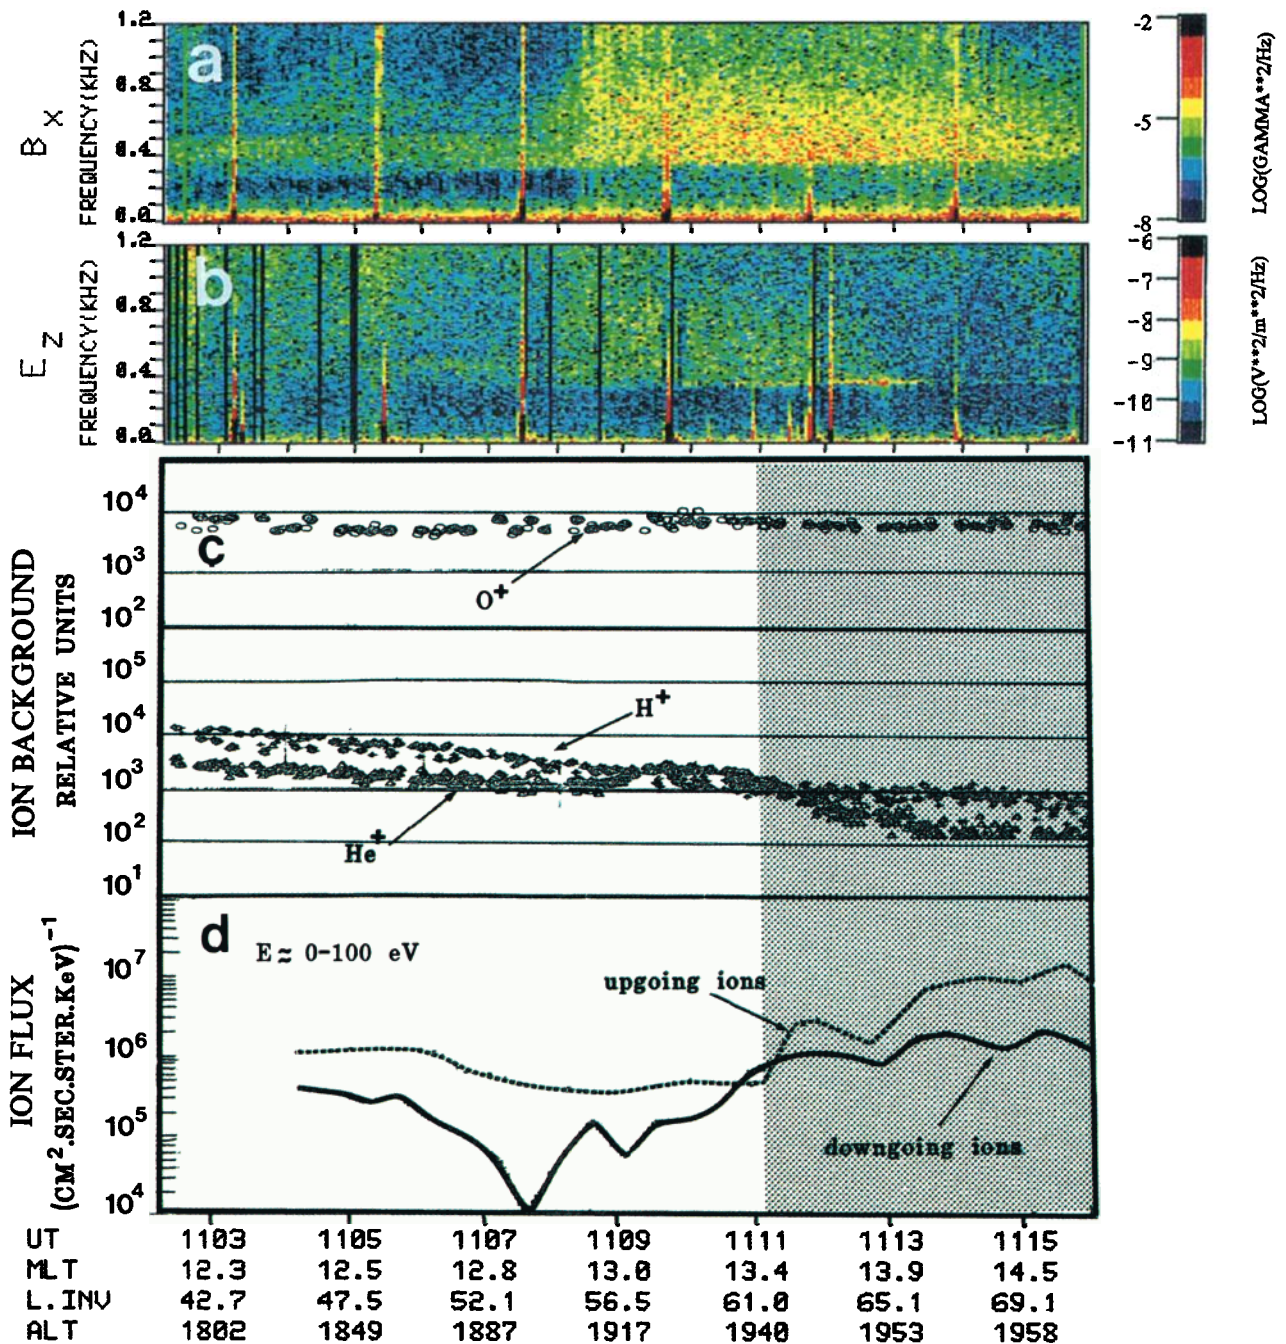 a
B X
FREQUENCY(KHZ)
1.2
0.8
0.4
0.0
-2
-5
-8
LOG(GAMMA**2/Hz)
b
E Z
FREQUENCY(KHZ)
1.2
0.8
0.4
0.0
-6
-7
-8
-9
-10
-11
LOG(V**2/m**2/Hz)
c
ION BACKGROUND
RELATIVE UNITS
10⁴
10³
10²
O⁺
10⁵
10⁴
10³
10²
10¹
H⁺
He⁺
d
E ≈ 0-100 eV
ION FLUX
(CM².SEC.STER.KeV)⁻¹
10⁷
10⁶
10⁵
10⁴
upgoing ions
downgoing ions
UT 1103 1105 1107 1109 1111 1113 1115
MLT 12.3 12.5 12.8 13.0 13.4 13.9 14.5
L.INV 42.7 47.5 52.1 56.5 61.0 65.1 69.1
ALT 1802 1849 1887 1917 1940 1953 1958